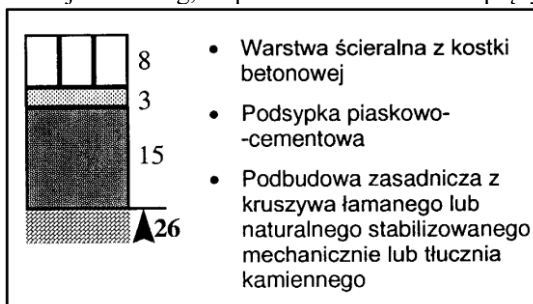 8
3
15
26
• Warstwa ścieralna z kostki
betonowej
• Podsypka piaskowo-
-cementowa
• Podbudowa zasadnicza z
kruszywa łamanego lub
naturalnego stabilizowanego
mechanicznie lub tłucznia
kamiennego